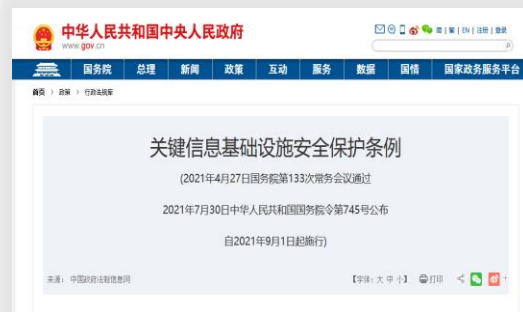 中华人民共和国中央人民政府
www.gov.cn
简 | 繁 | EN | 注册 | 登录
国务院 总理 新闻 政策 互动 服务 数据 国情 国家政务服务平台
首页 > 政策 > 行政法规库
关键信息基础设施安全保护条例
(2021年4月27日国务院第133次常务会议通过
2021年7月30日中华人民共和国国务院令第745号公布
自2021年9月1日起施行)
来源: 中国政府法制信息网 【字体: 大 中 小】 打印